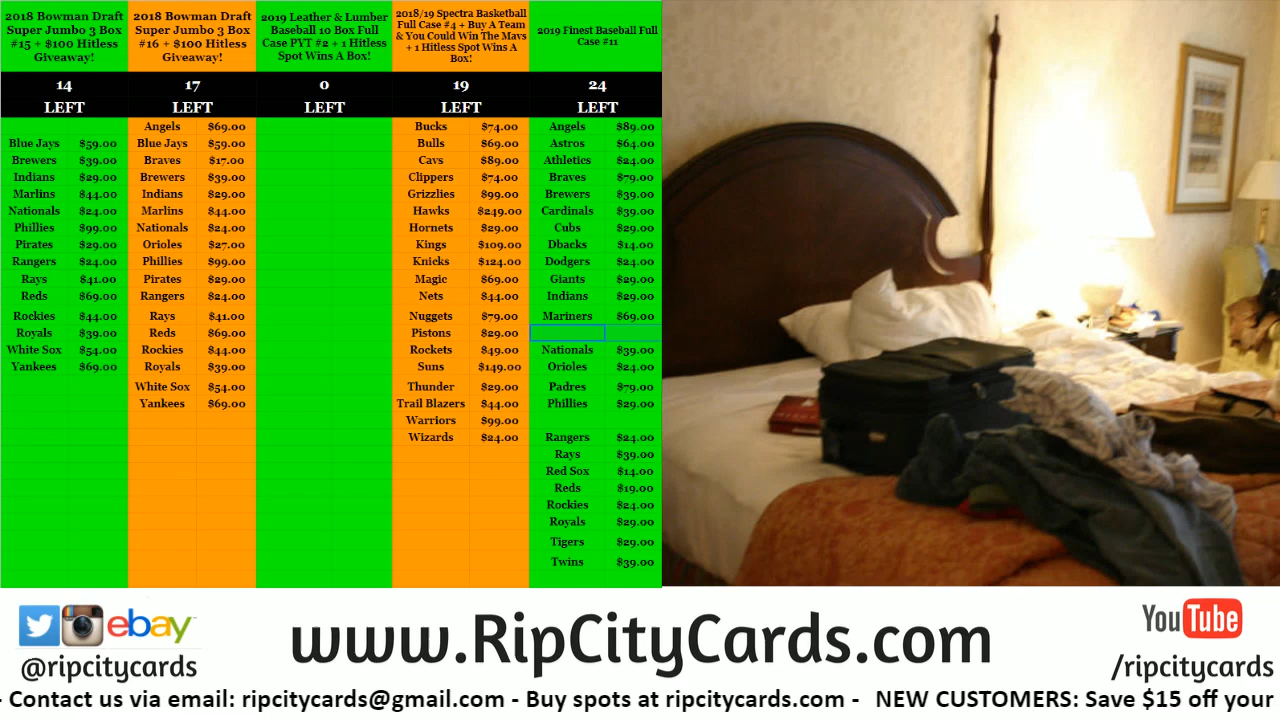 2018 Bowman Draft
Super Jumbo 3 Box
#15 + $100 Hitless
Giveaway!
14
LEFT
Blue Jays $59.00
Brewers $39.00
Indians $29.00
Marlins $44.00
Nationals $24.00
Phillies $99.00
Pirates $29.00
Rangers $24.00
Rays $41.00
Reds $69.00
Rockies $44.00
Royals $39.00
White Sox $54.00
Yankees $69.00
2018 Bowman Draft
Super Jumbo 3 Box
#16 + $100 Hitless
Giveaway!
17
LEFT
Angels $69.00
Blue Jays $59.00
Braves $17.00
Brewers $39.00
Indians $29.00
Marlins $44.00
Nationals $24.00
Orioles $27.00
Phillies $99.00
Pirates $29.00
Rangers $24.00
Rays $41.00
Reds $69.00
Rockies $44.00
Royals $39.00
White Sox $54.00
Yankees $69.00
2019 Leather & Lumber
Baseball 10 Box Full
Case PYT #2 + 1 Hitless
Spot Wins A Box!
0
LEFT
2018/19 Spectra Basketball
Full Case #4 + Buy A Team
& You Could Win The Mavs
+ 1 Hitless Spot Wins A
Box!
19
LEFT
Bucks $74.00
Bulls $69.00
Cavs $89.00
Clippers $74.00
Grizzlies $99.00
Hawks $249.00
Hornets $29.00
Kings $109.00
Knicks $124.00
Magic $69.00
Nets $44.00
Nuggets $79.00
Pistons $29.00
Rockets $49.00
Suns $149.00
Thunder $29.00
Trail Blazers $44.00
Warriors $99.00
Wizards $24.00
2019 Finest Baseball Full
Case #11
24
LEFT
Angels $89.00
Astros $64.00
Athletics $24.00
Braves $79.00
Brewers $39.00
Cardinals $39.00
Cubs $29.00
Dbacks $14.00
Dodgers $24.00
Giants $29.00
Indians $29.00
Mariners $69.00
Nationals $39.00
Orioles $24.00
Padres $79.00
Phillies $29.00
Rangers $24.00
Rays $39.00
Red Sox $14.00
Reds $19.00
Rockies $24.00
Royals $29.00
Tigers $29.00
Twins $39.00
ebay
@ripcitycards
www.RipCityCards.com
YouTube
/ripcitycards
- Contact us via email: ripcitycards@gmail.com - Buy spots at ripcitycards.com - NEW CUSTOMERS: Save $15 off your